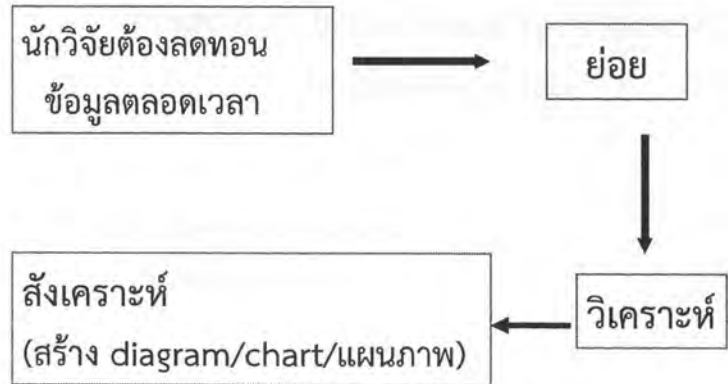 นักวิจัยต้องลดทอน
ข้อมูลตลอดเวลา
ย่อย
วิเคราะห์
สังเคราะห์
(สร้าง diagram/chart/แผนภาพ)